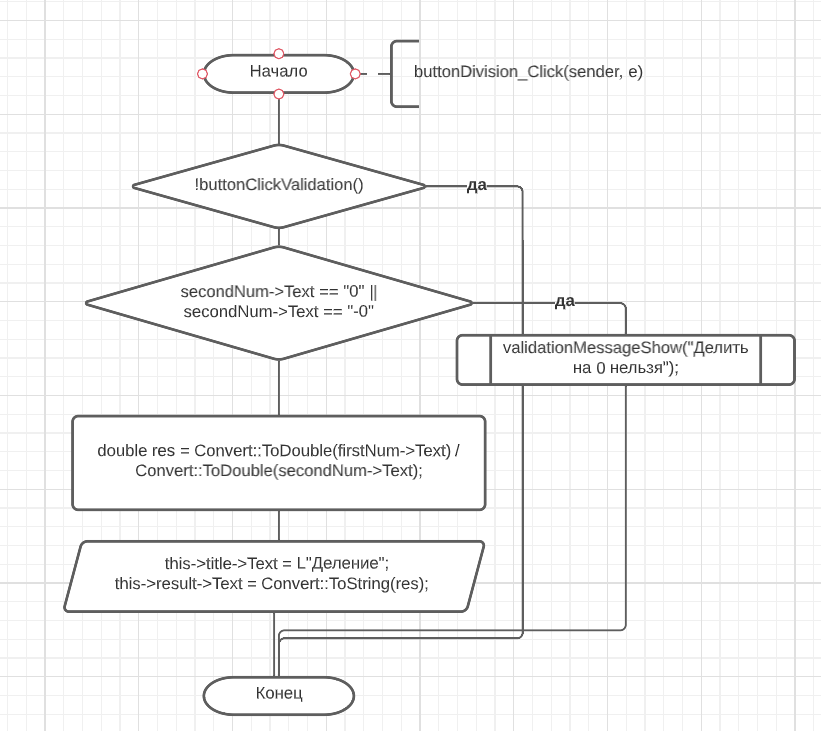 Начало
buttonDivision_Click(sender, e)
!buttonClickValidation()
да
secondNum->Text == "0" ||
secondNum->Text == "-0"
да
validationMessageShow("Делить
на 0 нельзя");
double res = Convert::ToDouble(firstNum->Text) /
Convert::ToDouble(secondNum->Text);
this->title->Text = L"Деление";
this->result->Text = Convert::ToString(res);
Конец